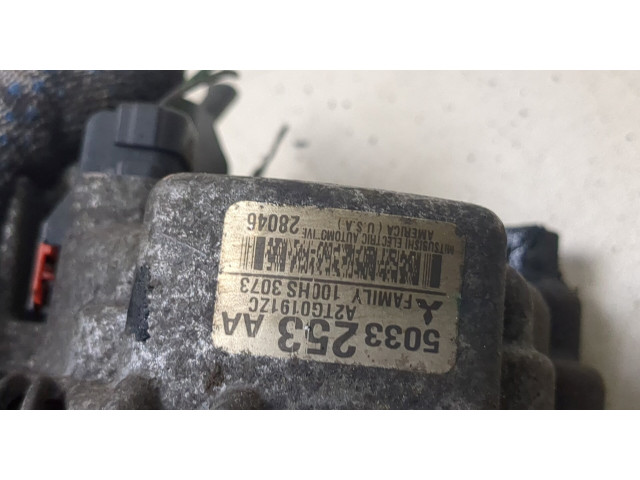 5033 253 AA
A2TG0191ZC
FAMILY 100HS 3073
28046
MITSUBISHI ELECTRIC AUTOMOTIVE
AMERICA (U.S.A.)